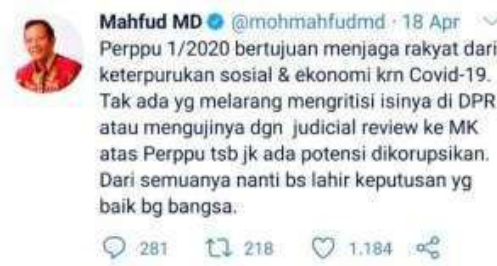 Mahfud MD @mohmahfudmd · 18 Apr
Perppu 1/2020 bertujuan menjaga rakyat dari
keterpurukan sosial & ekonomi krn Covid-19.
Tak ada yg melarang mengritisi isinya di DPR
atau mengujinya dgn judicial review ke MK
atas Perppu tsb jk ada potensi dikorupsikan.
Dari semuanya nanti bs lahir keputusan yg
baik bg bangsa.
281 218 1.184